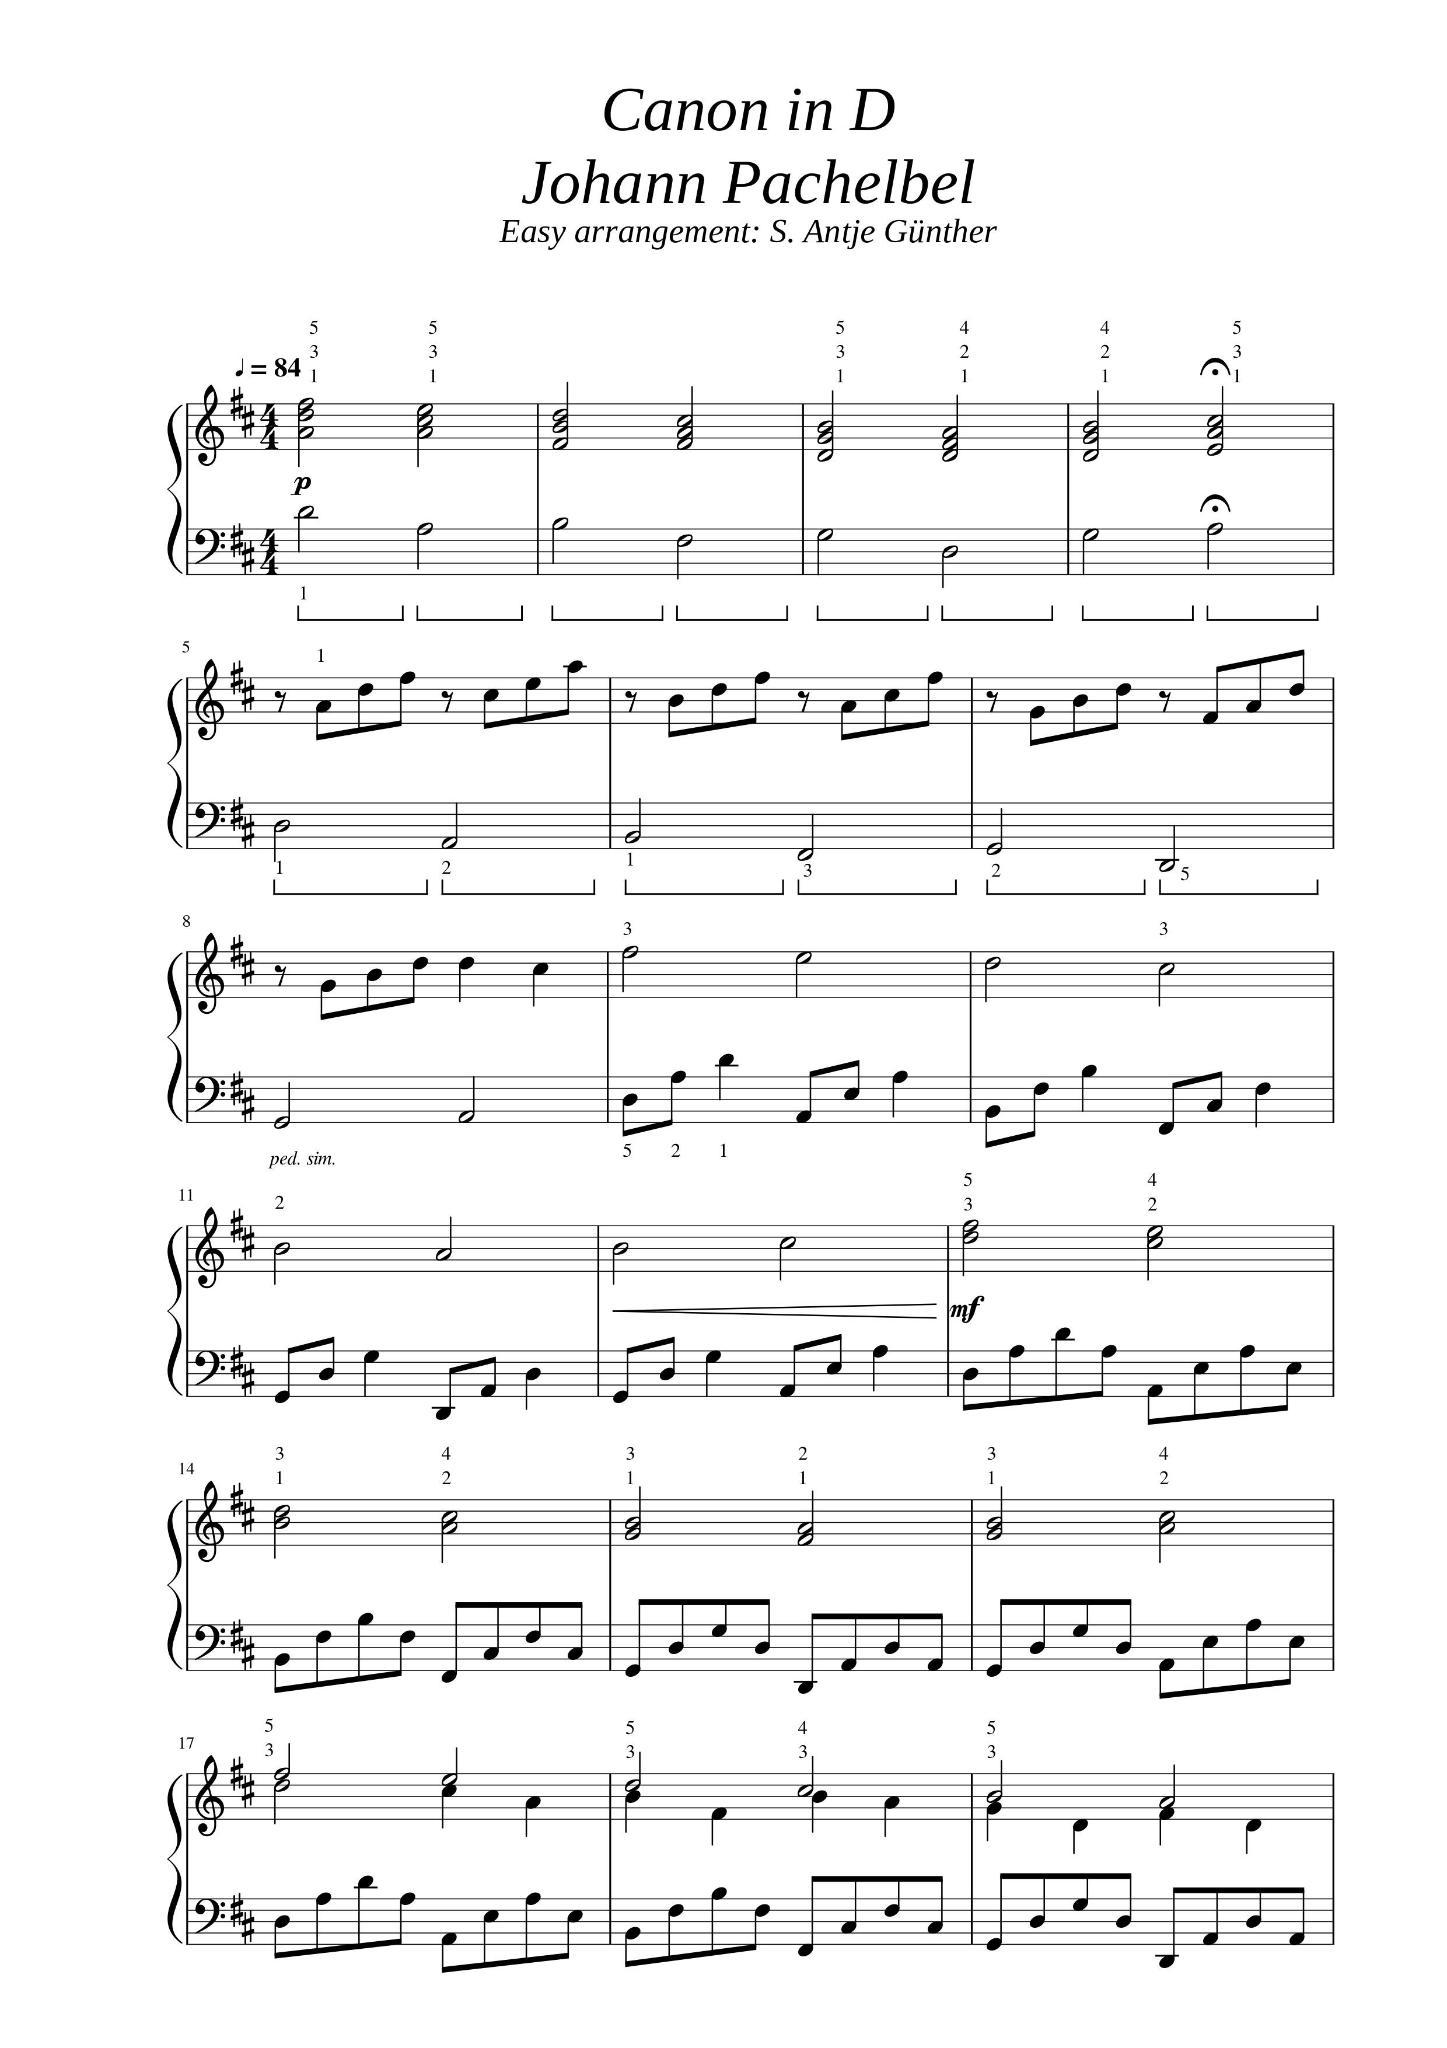 Canon in D
Johann Pachelbel
Easy arrangement: S. Antje Günther
5 5 5 4 4 5
3 3 3 2 2 3
♩ = 84 1 1 1 1 1 1
4 4
p
4 4
1
5 1
1 2 1 3 2 5
8 3 3
ped. sim. 5 2 1
5 4
11 2 3 2
mf
3 4 3 2 3 4
14 1 2 1 1 1 2
5 5 4 5
17 3 3 3 3